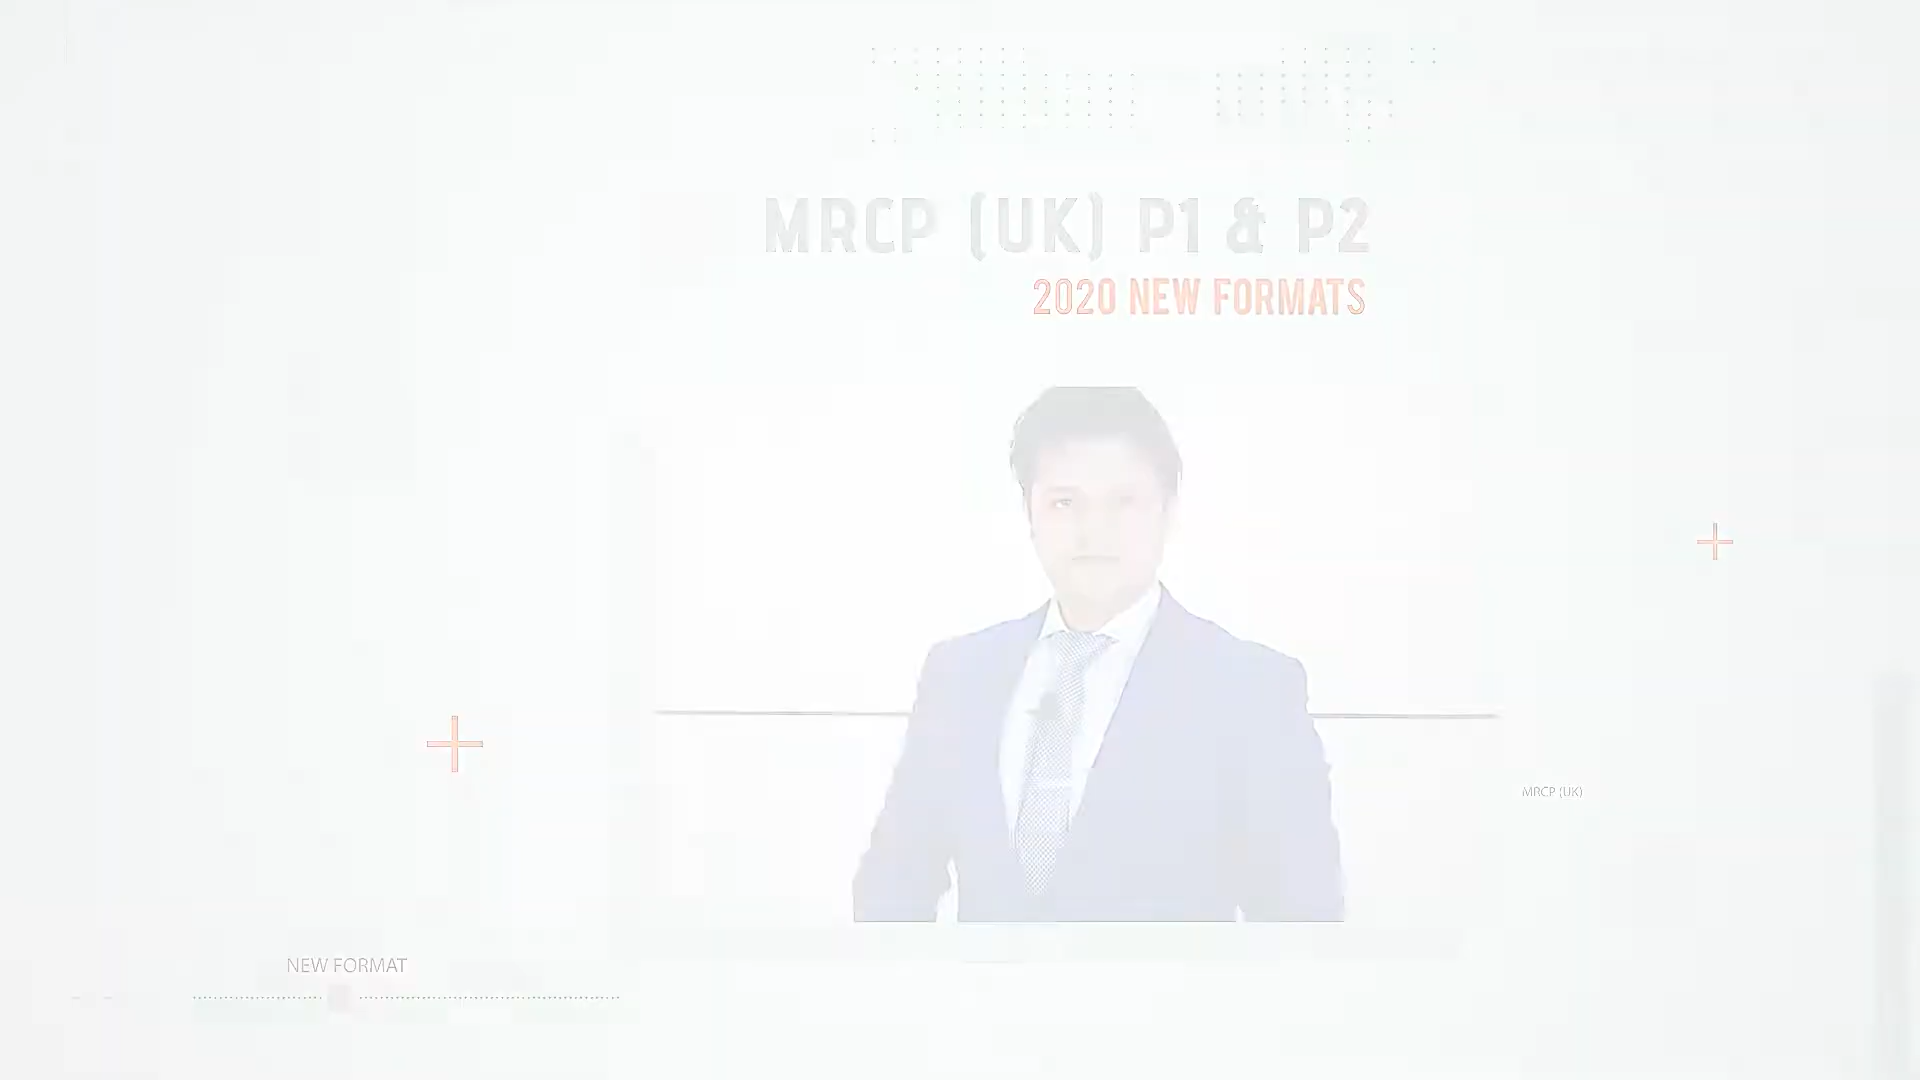 MRCP (UK) P1 & P2
2020 NEW FORMATS
MRCP (UK)
NEW FORMAT